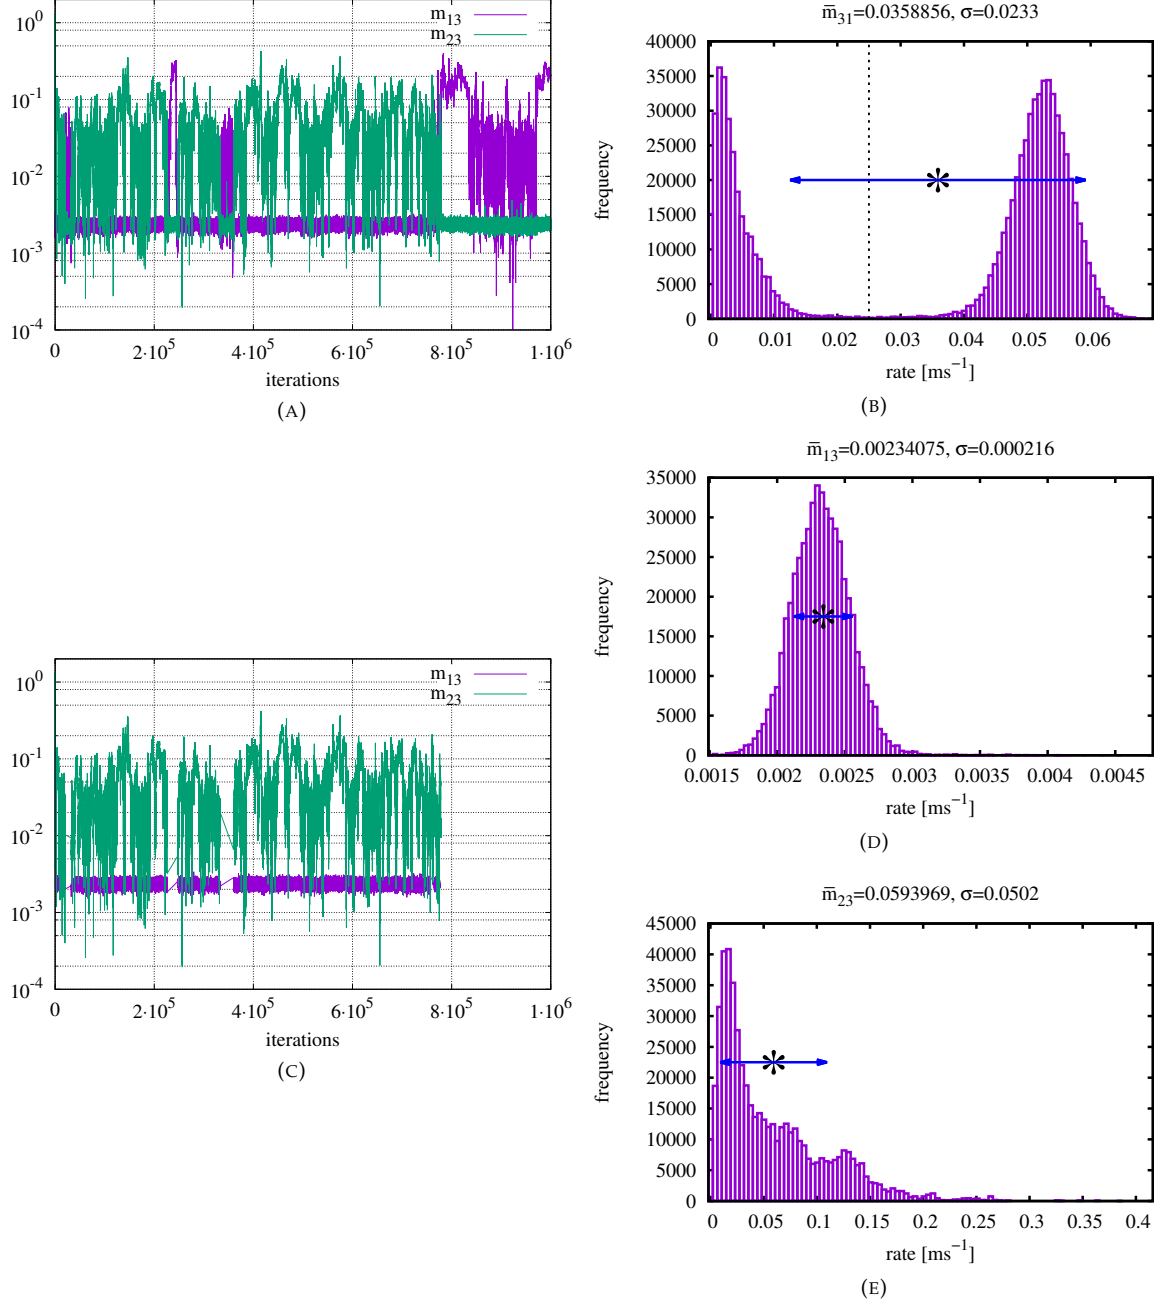 m13
m23
10^0
10^-1
10^-2
10^-3
10^-4
0 2·10^5 4·10^5 6·10^5 8·10^5 1·10^6
iterations
(A)
m̅31=0.0358856, σ=0.0233
40000
35000
30000
25000
20000
15000
10000
5000
0
frequency
0 0.01 0.02 0.03 0.04 0.05 0.06
rate [ms^-1]
(B)
m̅13=0.00234075, σ=0.000216
35000
30000
25000
20000
15000
10000
5000
0
frequency
0.0015 0.002 0.0025 0.003 0.0035 0.004 0.0045
rate [ms^-1]
(D)
m13
m23
10^0
10^-1
10^-2
10^-3
10^-4
0 2·10^5 4·10^5 6·10^5 8·10^5 1·10^6
iterations
(C)
m̅23=0.0593969, σ=0.0502
45000
40000
35000
30000
25000
20000
15000
10000
5000
0
frequency
0 0.05 0.1 0.15 0.2 0.25 0.3 0.35 0.4
rate [ms^-1]
(E)